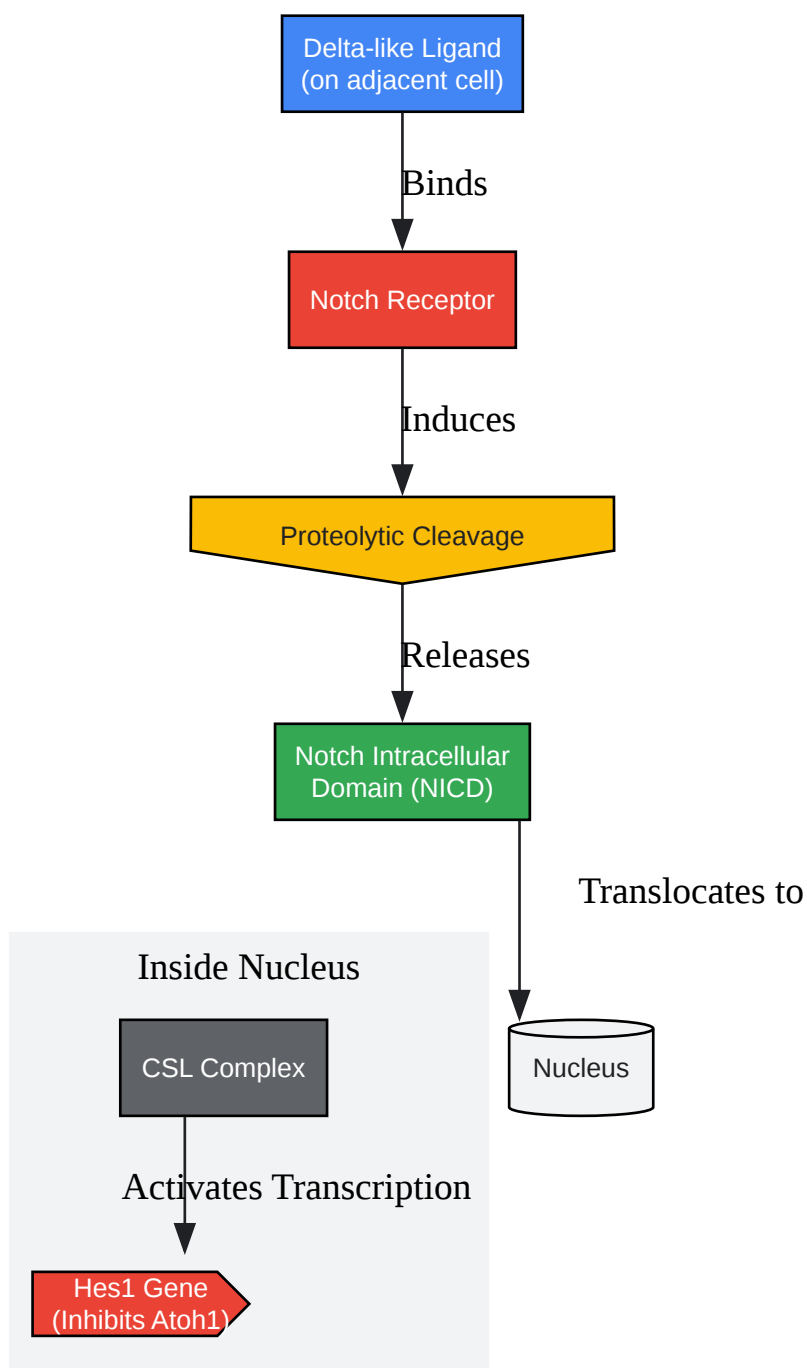 Delta-like Ligand
(on adjacent cell)
Binds
Notch Receptor
Induces
Proteolytic Cleavage
Releases
Notch Intracellular
Domain (NICD)
Translocates to
Inside Nucleus
CSL Complex
Nucleus
Activates Transcription
Hes1 Gene
(Inhibits Atoh1)